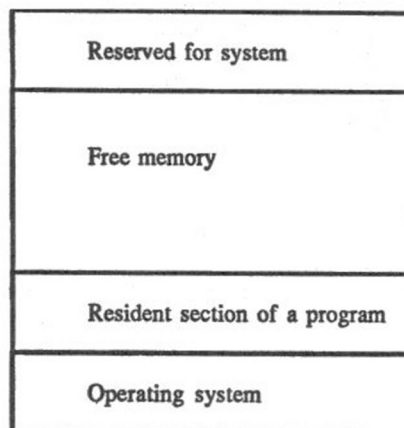 Reserved for system
Free memory
Resident section of a program
Operating system